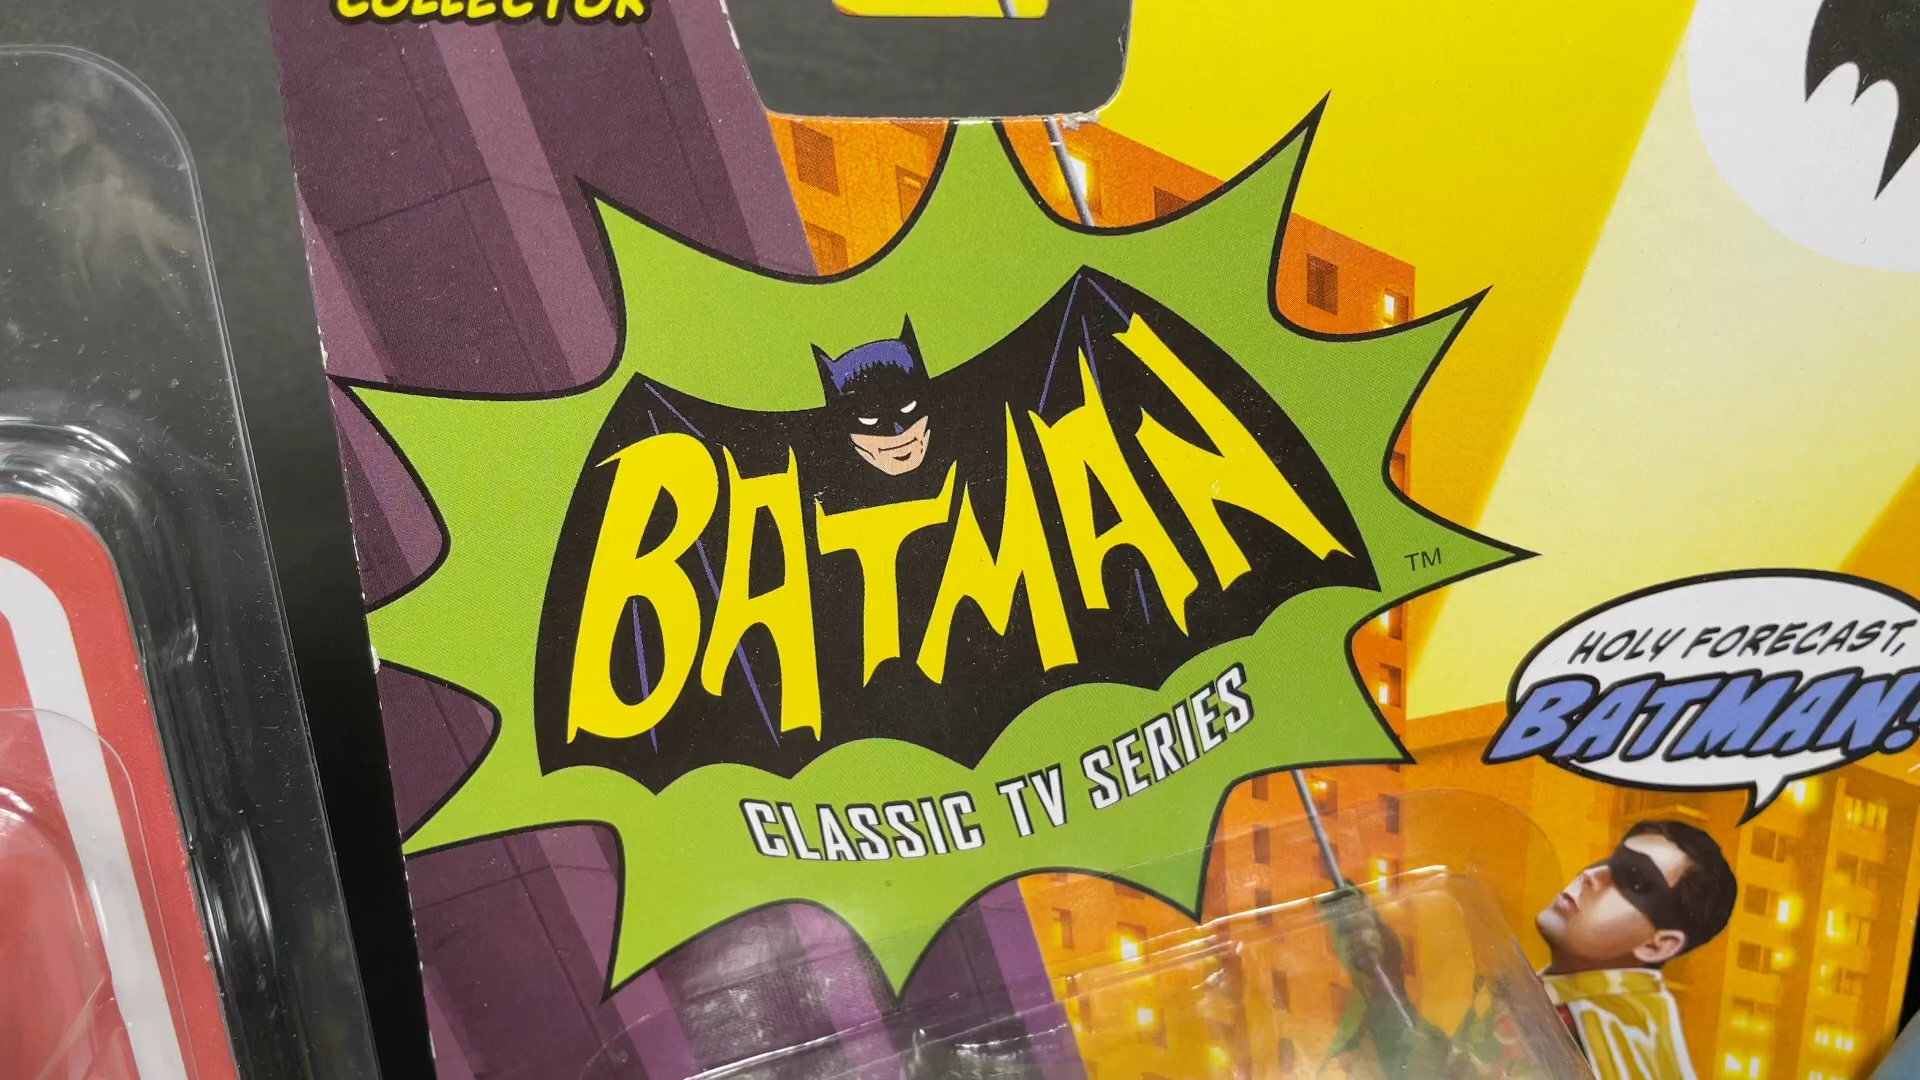 COLLECTOR
BATMAN
TM
CLASSIC TV SERIES
HOLY FORECAST,
BATMAN!